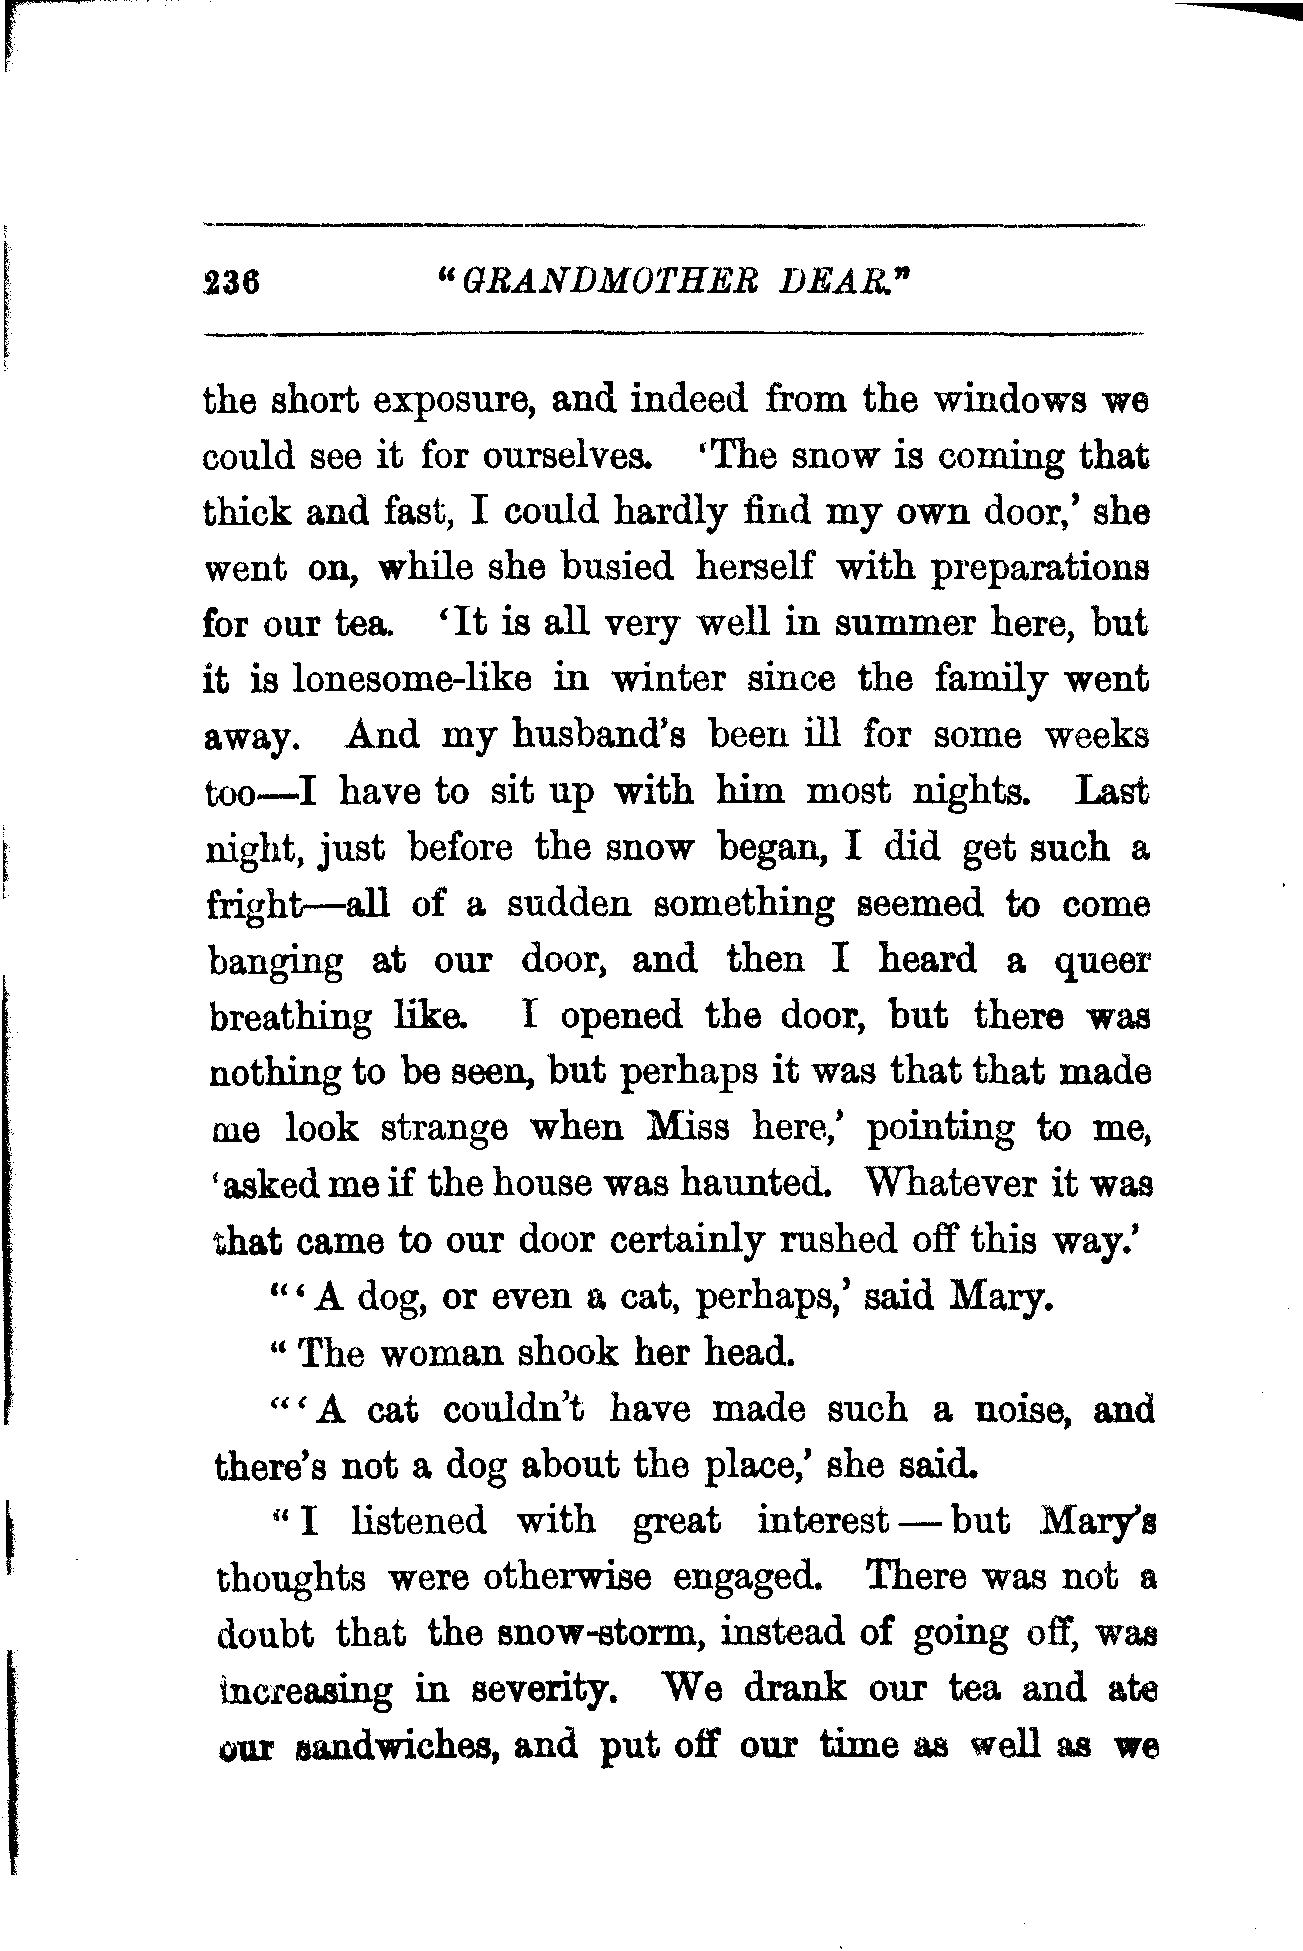 236 "GRANDMOTHER DEAR."
the short exposure, and indeed from the windows we
could see it for ourselves. 'The snow is coming that
thick and fast, I could hardly find my own door,' she
went on, while she busied herself with preparations
for our tea. 'It is all very well in summer here, but
it is lonesome-like in winter since the family went
away. And my husband's been ill for some weeks
too—I have to sit up with him most nights. Last
night, just before the snow began, I did get such a
fright—all of a sudden something seemed to come
banging at our door, and then I heard a queer
breathing like. I opened the door, but there was
nothing to be seen, but perhaps it was that that made
me look strange when Miss here,' pointing to me,
'asked me if the house was haunted. Whatever it was
that came to our door certainly rushed off this way.'
"'A dog, or even a cat, perhaps,' said Mary.
"The woman shook her head.
"'A cat couldn't have made such a noise, and
there's not a dog about the place,' she said.
"I listened with great interest—but Mary's
thoughts were otherwise engaged. There was not a
doubt that the snow-storm, instead of going off, was
increasing in severity. We drank our tea and ate
our sandwiches, and put off our time as well as we